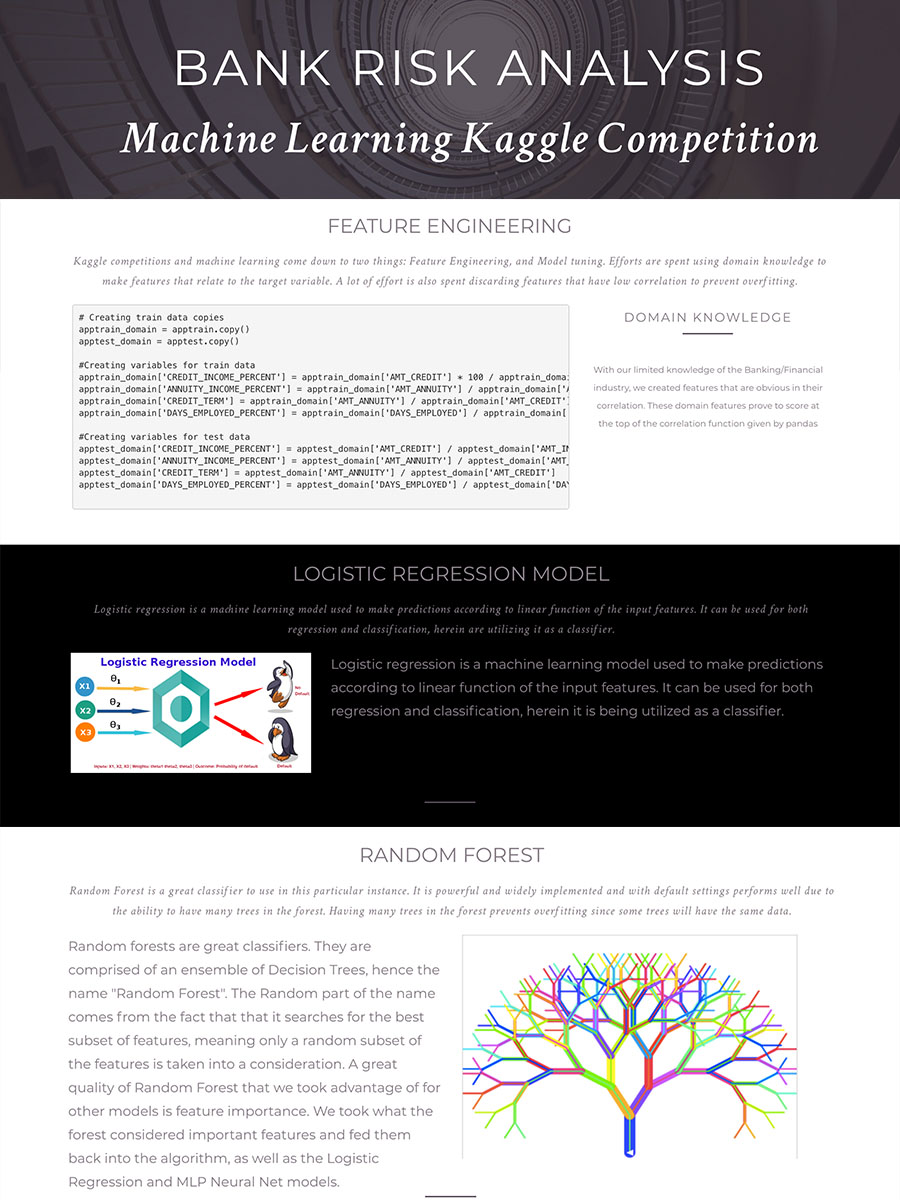 BANK RISK ANALYSIS
Machine Learning Kaggle Competition
FEATURE ENGINEERING
Kaggle competitions and machine learning come down to two things: Feature Engineering, and Model tuning. Efforts are spent using domain knowledge to
make features that relate to the target variable. A lot of effort is also spent discarding features that have low correlation to prevent overfitting.
# Creating train data copies
apptrain_domain = apptrain.copy()
apptest_domain = apptest.copy()
#Creating variables for train data
apptrain_domain['CREDIT_INCOME_PERCENT'] = apptrain_domain['AMT_CREDIT'] * 100 / apptrain_doma
apptrain_domain['ANNUITY_INCOME_PERCENT'] = apptrain_domain['AMT_ANNUITY'] / apptrain_domain['A
apptrain_domain['CREDIT_TERM'] = apptrain_domain['AMT_ANNUITY'] / apptrain_domain['AMT_CREDIT']
apptrain_domain['DAYS_EMPLOYED_PERCENT'] = apptrain_domain['DAYS_EMPLOYED'] / apptrain_domain[
#Creating variables for test data
apptest_domain['CREDIT_INCOME_PERCENT'] = apptest_domain['AMT_CREDIT'] / apptest_domain['AMT_IN
apptest_domain['ANNUITY_INCOME_PERCENT'] = apptest_domain['AMT_ANNUITY'] / apptest_domain['AMT_
apptest_domain['CREDIT_TERM'] = apptest_domain['AMT_ANNUITY'] / apptest_domain['AMT_CREDIT']
apptest_domain['DAYS_EMPLOYED_PERCENT'] = apptest_domain['DAYS_EMPLOYED'] / apptest_domain['DAY
DOMAIN KNOWLEDGE
With our limited knowledge of the Banking/Financial
industry, we created features that are obvious in their
correlation. These domain features prove to score at
the top of the correlation function given by pandas
LOGISTIC REGRESSION MODEL
Logistic regression is a machine learning model used to make predictions according to linear function of the input features. It can be used for both
regression and classification, herein are utilizing it as a classifier.
Logistic Regression Model
X1 θ1
X2 θ2
X3 θ3
No
Default
Default
Inputs: X1, X2, X3 | Weights: theta1 theta2, theta3 | Outcome: Probability of default
Logistic regression is a machine learning model used to make predictions
according to linear function of the input features. It can be used for both
regression and classification, herein it is being utilized as a classifier.
RANDOM FOREST
Random Forest is a great classifier to use in this particular instance. It is powerful and widely implemented and with default settings performs well due to
the ability to have many trees in the forest. Having many trees in the forest prevents overfitting since some trees will have the same data.
Random forests are great classifiers. They are
comprised of an ensemble of Decision Trees, hence the
name "Random Forest". The Random part of the name
comes from the fact that that it searches for the best
subset of features, meaning only a random subset of
the features is taken into a consideration. A great
quality of Random Forest that we took advantage of for
other models is feature importance. We took what the
forest considered important features and fed them
back into the algorithm, as well as the Logistic
Regression and MLP Neural Net models.